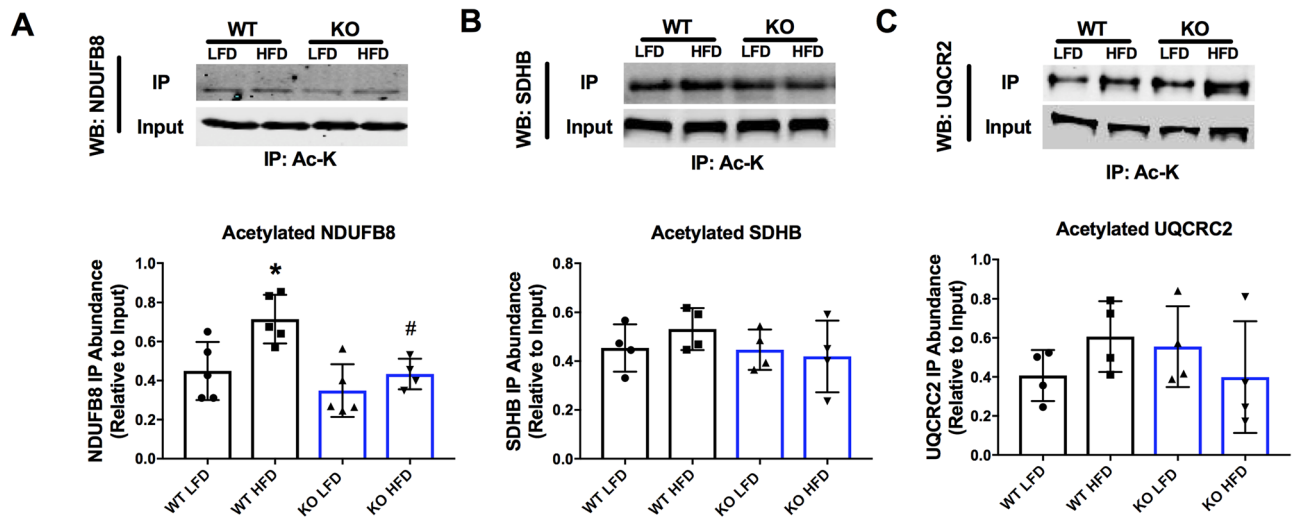 A
WT KO
LFD HFD LFD HFD
WB: NDUFB8
IP
Input
IP: Ac-K
Acetylated NDUFB8
NDUFB8 IP Abundance
(Relative to Input)
1.0
0.8
0.6
0.4
0.2
0.0
*
#
WT LFD
WT HFD
KO LFD
KO HFD
B
WT KO
LFD HFD LFD HFD
WB: SDHB
IP
Input
IP: Ac-K
Acetylated SDHB
SDHB IP Abundance
(Relative to Input)
0.8
0.6
0.4
0.2
0.0
WT LFD
WT HFD
KO LFD
KO HFD
C
WT KO
LFD HFD LFD HFD
WB: UQCR2
IP
Input
IP: Ac-K
Acetylated UQCRC2
UQCRC2 IP Abundance
(Relative to Input)
1.0
0.8
0.6
0.4
0.2
0.0
WT LFD
WT HFD
KO LFD
KO HFD